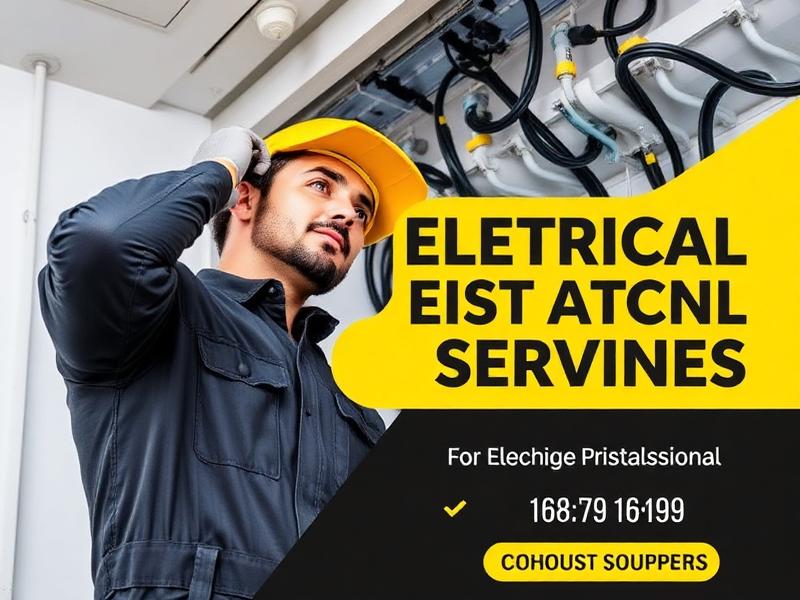 ELETRICAL
EIST ATCNL
SERVINES
For Elechige Pristalssional
168:79 16·199
COHOUST SOUPPERS